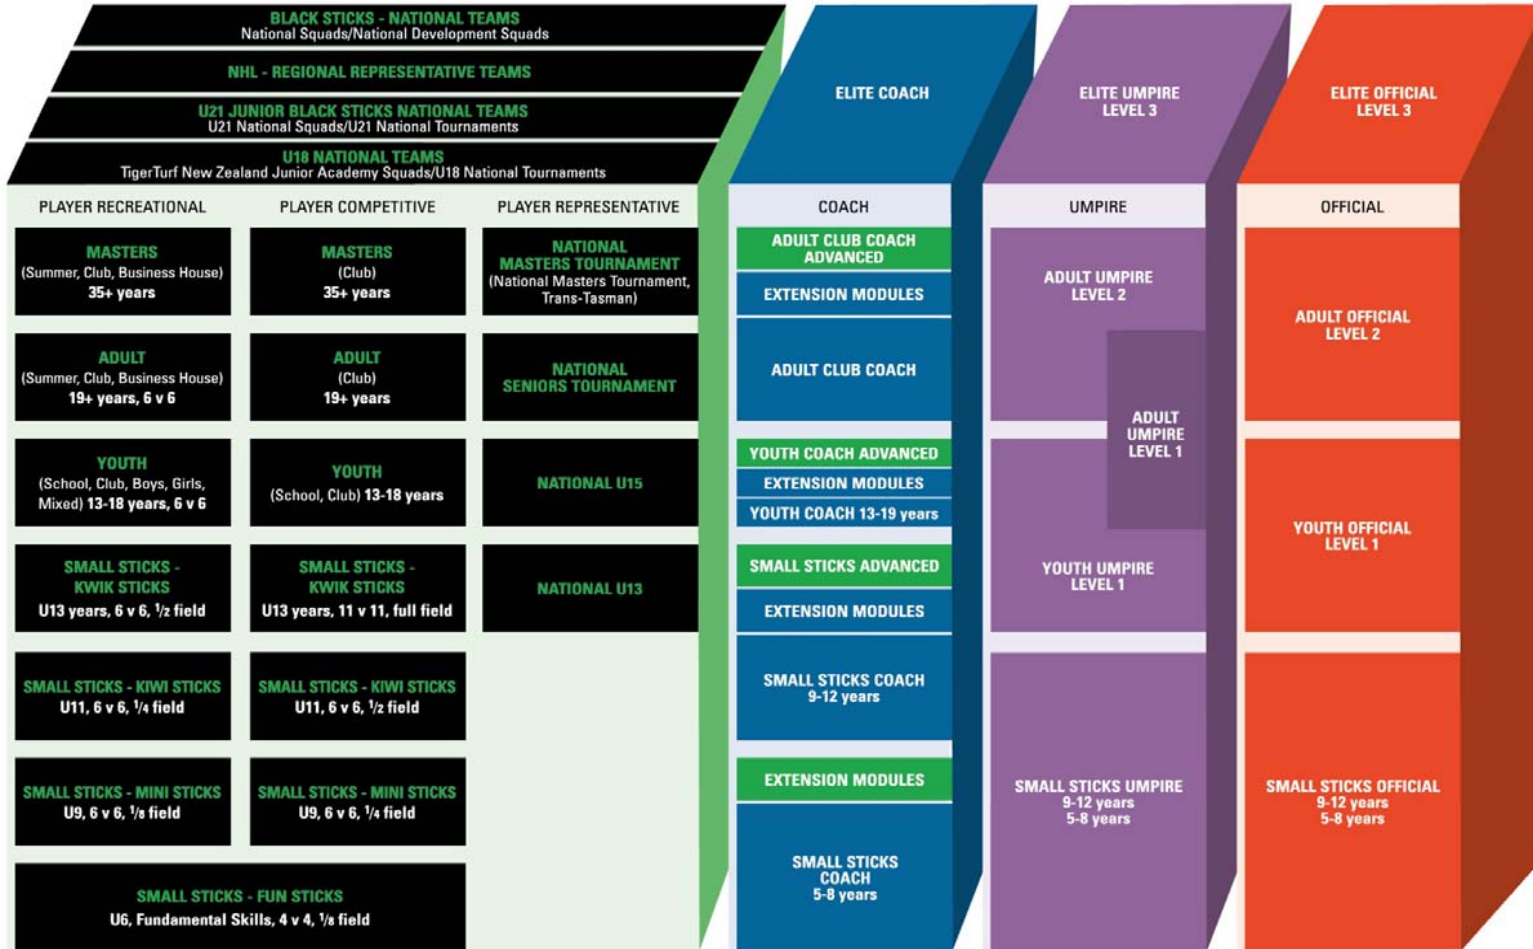 BLACK STICKS - NATIONAL TEAMS
National Squads/National Development Squads
NHL - REGIONAL REPRESENTATIVE TEAMS
U21 JUNIOR BLACK STICKS NATIONAL TEAMS
U21 National Squads/U21 National Tournaments
U18 NATIONAL TEAMS
TigerTurf New Zealand Junior Academy Squads/U18 National Tournaments
ELITE COACH
ELITE UMPIRE
LEVEL 3
ELITE OFFICIAL
LEVEL 3
PLAYER RECREATIONAL
MASTERS
(Summer, Club, Business House)
35+ years
ADULT
(Summer, Club, Business House)
19+ years, 6 v 6
YOUTH
(School, Club, Boys, Girls,
Mixed) 13-18 years, 6 v 6
SMALL STICKS -
KWIK STICKS
U13 years, 6 v 6, 1/2 field
SMALL STICKS - KIWI STICKS
U11, 6 v 6, 1/4 field
SMALL STICKS - MINI STICKS
U9, 6 v 6, 1/8 field
PLAYER COMPETITIVE
MASTERS
(Club)
35+ years
ADULT
(Club)
19+ years
YOUTH
(School, Club) 13-18 years
SMALL STICKS -
KWIK STICKS
U13 years, 11 v 11, full field
SMALL STICKS - KIWI STICKS
U11, 6 v 6, 1/2 field
SMALL STICKS - MINI STICKS
U9, 6 v 6, 1/4 field
SMALL STICKS - FUN STICKS
U6, Fundamental Skills, 4 v 4, 1/8 field
PLAYER REPRESENTATIVE
NATIONAL
MASTERS TOURNAMENT
(National Masters Tournament,
Trans-Tasman)
NATIONAL
SENIORS TOURNAMENT
NATIONAL U15
NATIONAL U13
COACH
ADULT CLUB COACH
ADVANCED
EXTENSION MODULES
ADULT CLUB COACH
YOUTH COACH ADVANCED
EXTENSION MODULES
YOUTH COACH 13-19 years
SMALL STICKS ADVANCED
EXTENSION MODULES
SMALL STICKS COACH
9-12 years
EXTENSION MODULES
SMALL STICKS
COACH
5-8 years
UMPIRE
ADULT UMPIRE
LEVEL 2
ADULT
UMPIRE
LEVEL 1
YOUTH UMPIRE
LEVEL 1
SMALL STICKS UMPIRE
9-12 years
5-8 years
OFFICIAL
ADULT OFFICIAL
LEVEL 2
YOUTH OFFICIAL
LEVEL 1
SMALL STICKS OFFICIAL
9-12 years
5-8 years